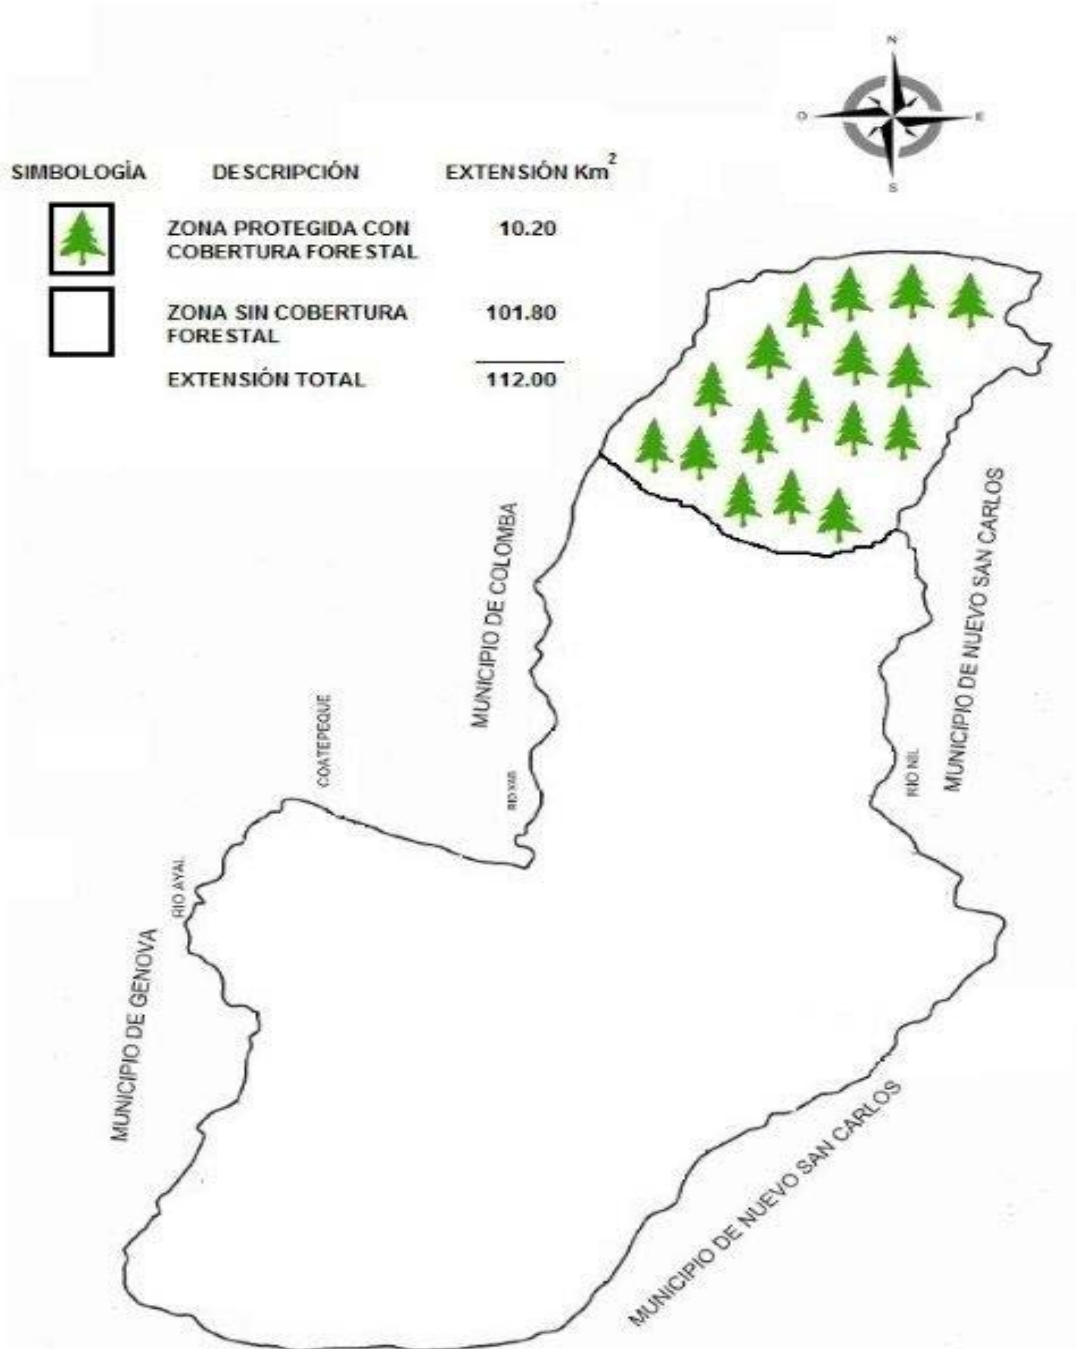 N
O
E
S
SIMBOLOGÍA DESCRIPCIÓN EXTENSIÓN Km2
ZONA PROTEGIDA CON 10.20
COBERTURA FORESTAL
ZONA SIN COBERTURA 101.80
FORESTAL
EXTENSIÓN TOTAL 112.00
MUNICIPIO DE COLOMBA
MUNICIPIO DE NUEVO SAN CARLOS
COATEPEQUE
RIO
RIO NIL
RIO AYAL
MUNICIPIO DE GENOVA
MUNICIPIO DE NUEVO SAN CARLOS